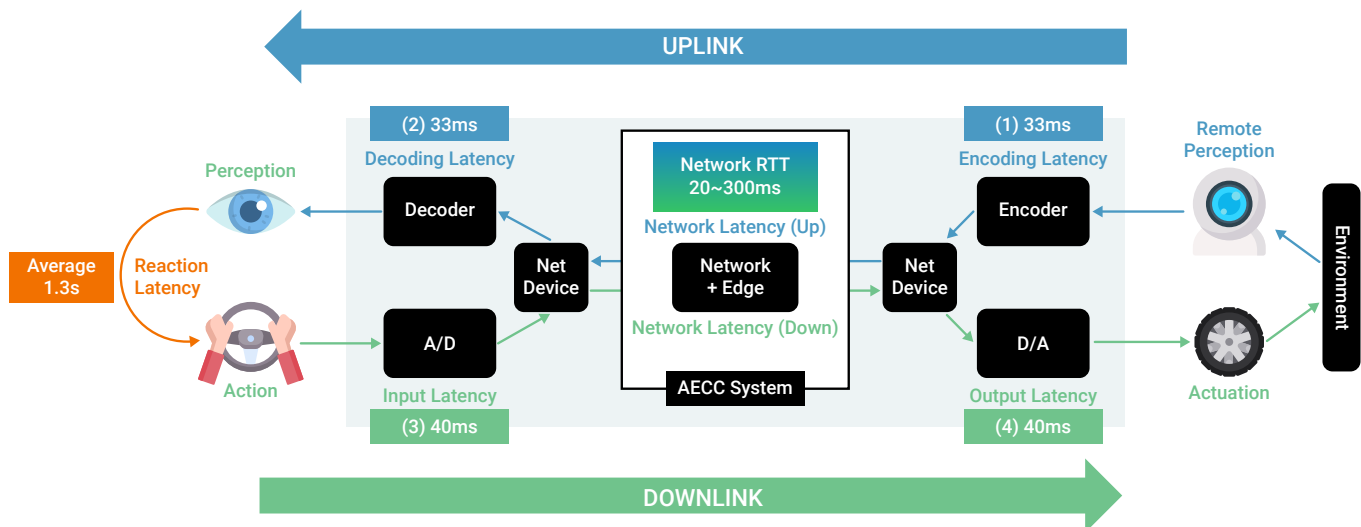 UPLINK
(2) 33ms
Decoding Latency
Network RTT
20~300ms
(1) 33ms
Encoding Latency
Remote
Perception
Perception
Decoder
Network Latency (Up)
Encoder
Average
1.3s
Reaction
Latency
Net
Device
Network
+ Edge
Net
Device
Environment
Network Latency (Down)
A/D
D/A
Action
Input Latency
(3) 40ms
AECC System
Output Latency
(4) 40ms
Actuation
DOWNLINK